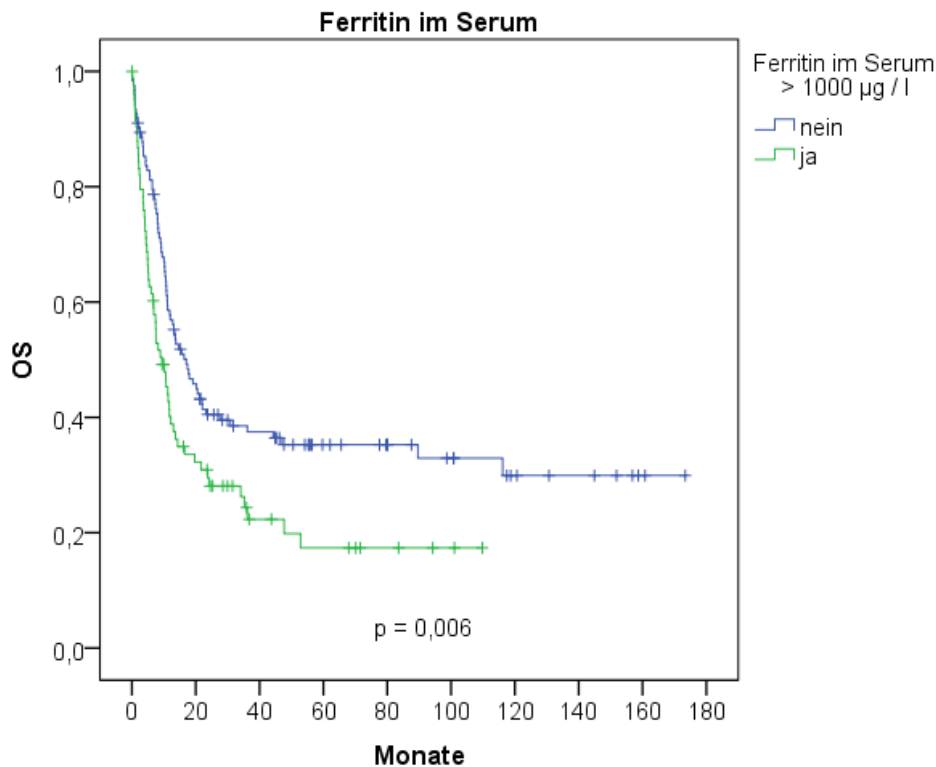 Ferritin im Serum
Ferritin im Serum
> 1000 µg / l
nein
ja
1,0
0,8
0,6
0,4
0,2
0,0
OS
p = 0,006
0 20 40 60 80 100 120 140 160 180
Monate